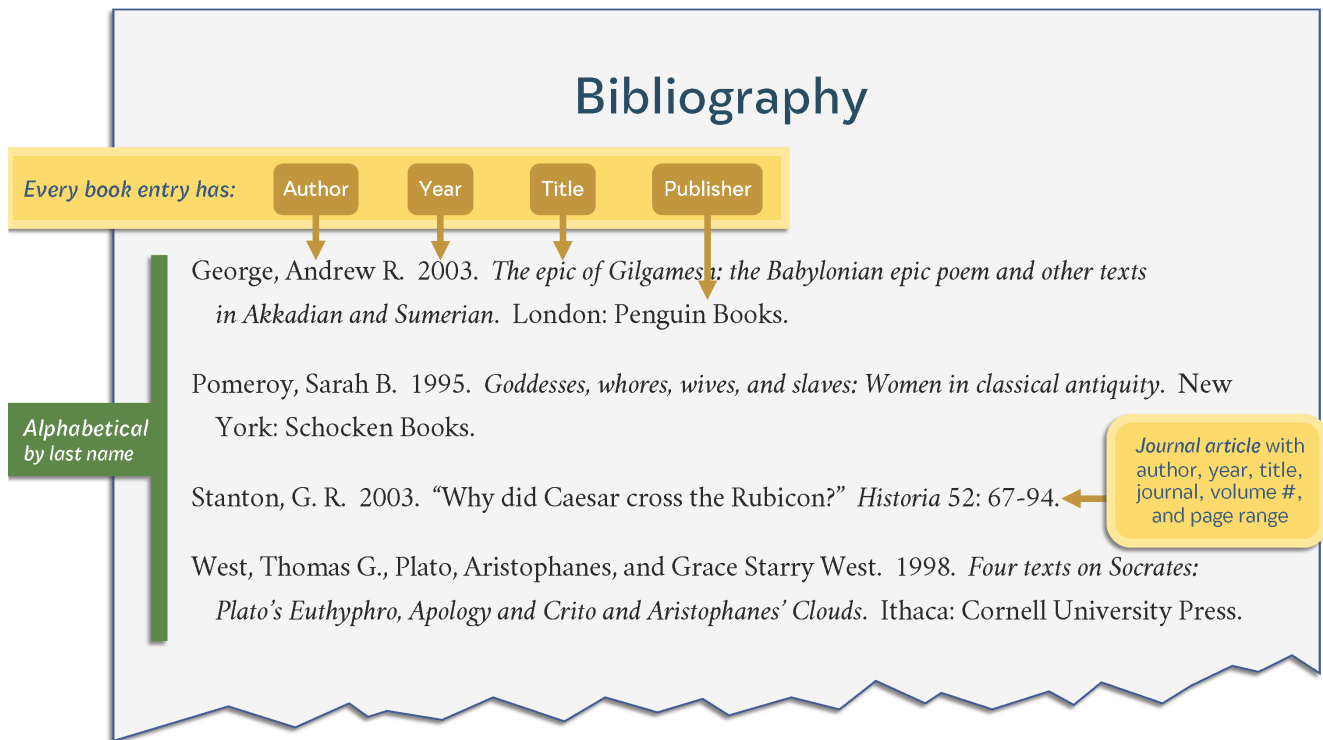 Bibliography
Every book entry has:
Author
Year
Title
Publisher
George, Andrew R. 2003. The epic of Gilgamesh: the Babylonian epic poem and other texts
in Akkadian and Sumerian. London: Penguin Books.
Pomeroy, Sarah B. 1995. Goddesses, whores, wives, and slaves: Women in classical antiquity. New
York: Schocken Books.
Alphabetical
by last name
Stanton, G. R. 2003. “Why did Caesar cross the Rubicon?” Historia 52: 67-94.
Journal article with
author, year, title,
journal, volume #,
and page range
West, Thomas G., Plato, Aristophanes, and Grace Starry West. 1998. Four texts on Socrates:
Plato’s Euthyphro, Apology and Crito and Aristophanes’ Clouds. Ithaca: Cornell University Press.